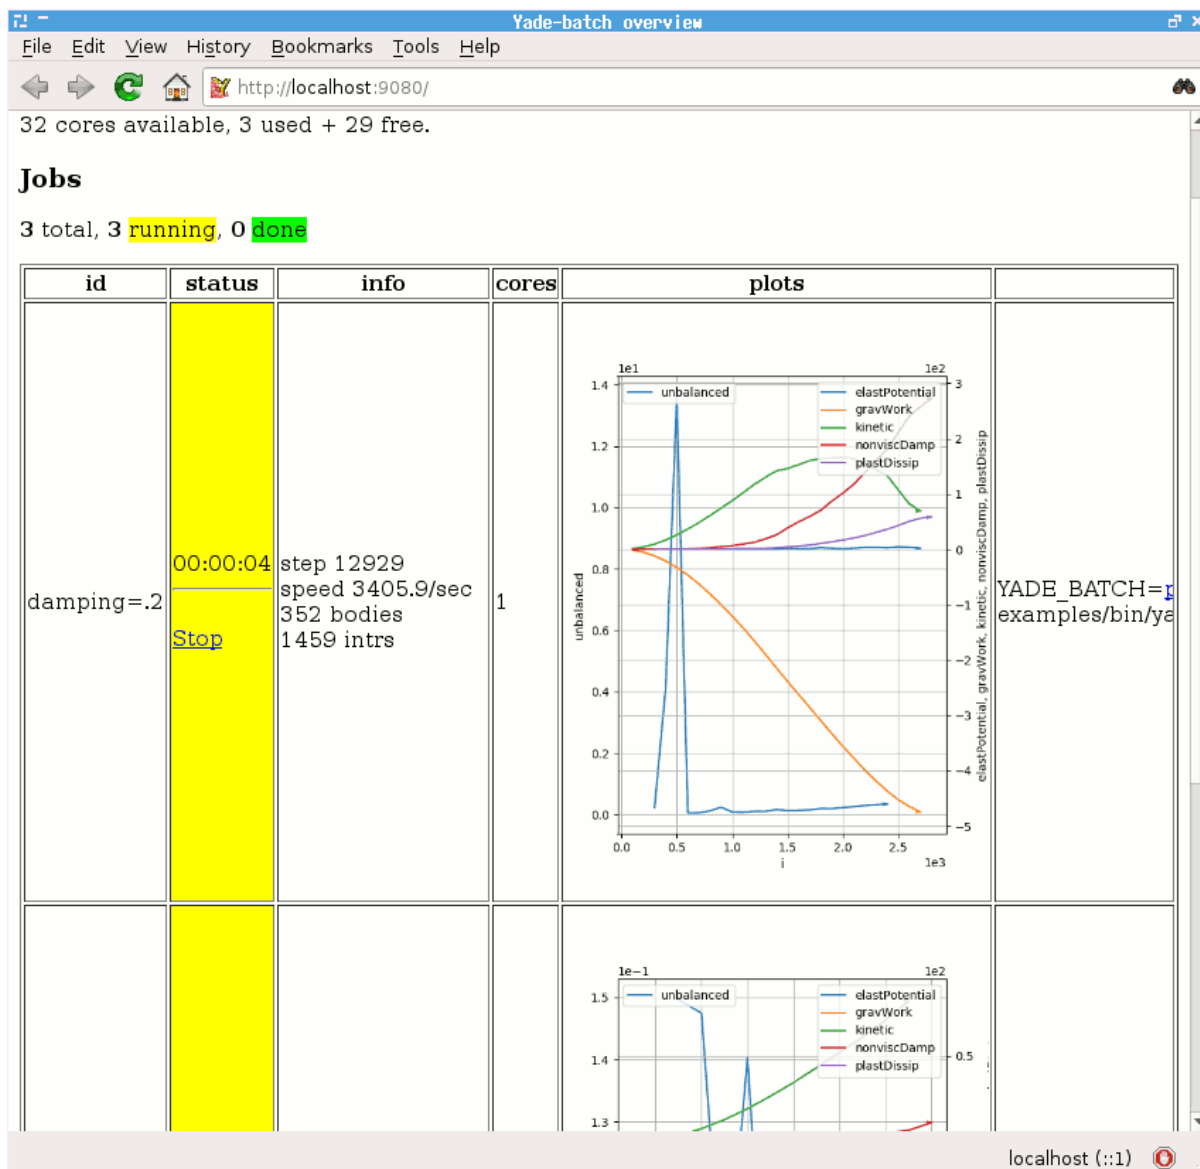 Yade-batch overview
File Edit View History Bookmarks Tools Help
http://localhost:9080/
32 cores available, 3 used + 29 free.
Jobs
3 total, 3 running, 0 done
id status info cores plots
damping=.2
00:00:04
Stop
step 12929
speed 3405.9/sec
352 bodies
1459 intrs
1
1e1 1e2
unbalanced
elastPotential
gravWork
kinetic
nonviscDamp
plastDissip
1.4
1.2
1.0
0.8
0.6
0.4
0.2
0.0
unbalanced
3
2
1
0
−1
−2
−3
−4
−5
elastPotential, gravWork, kinetic, nonviscDamp, plastDissip
0.0 0.5 1.0 1.5 2.0 2.5
i 1e3
YADE_BATCH=p
examples/bin/ya
1e−1 1e2
unbalanced
elastPotential
gravWork
kinetic
nonviscDamp
plastDissip
1.5
1.4
1.3
0.5
localhost (::1)